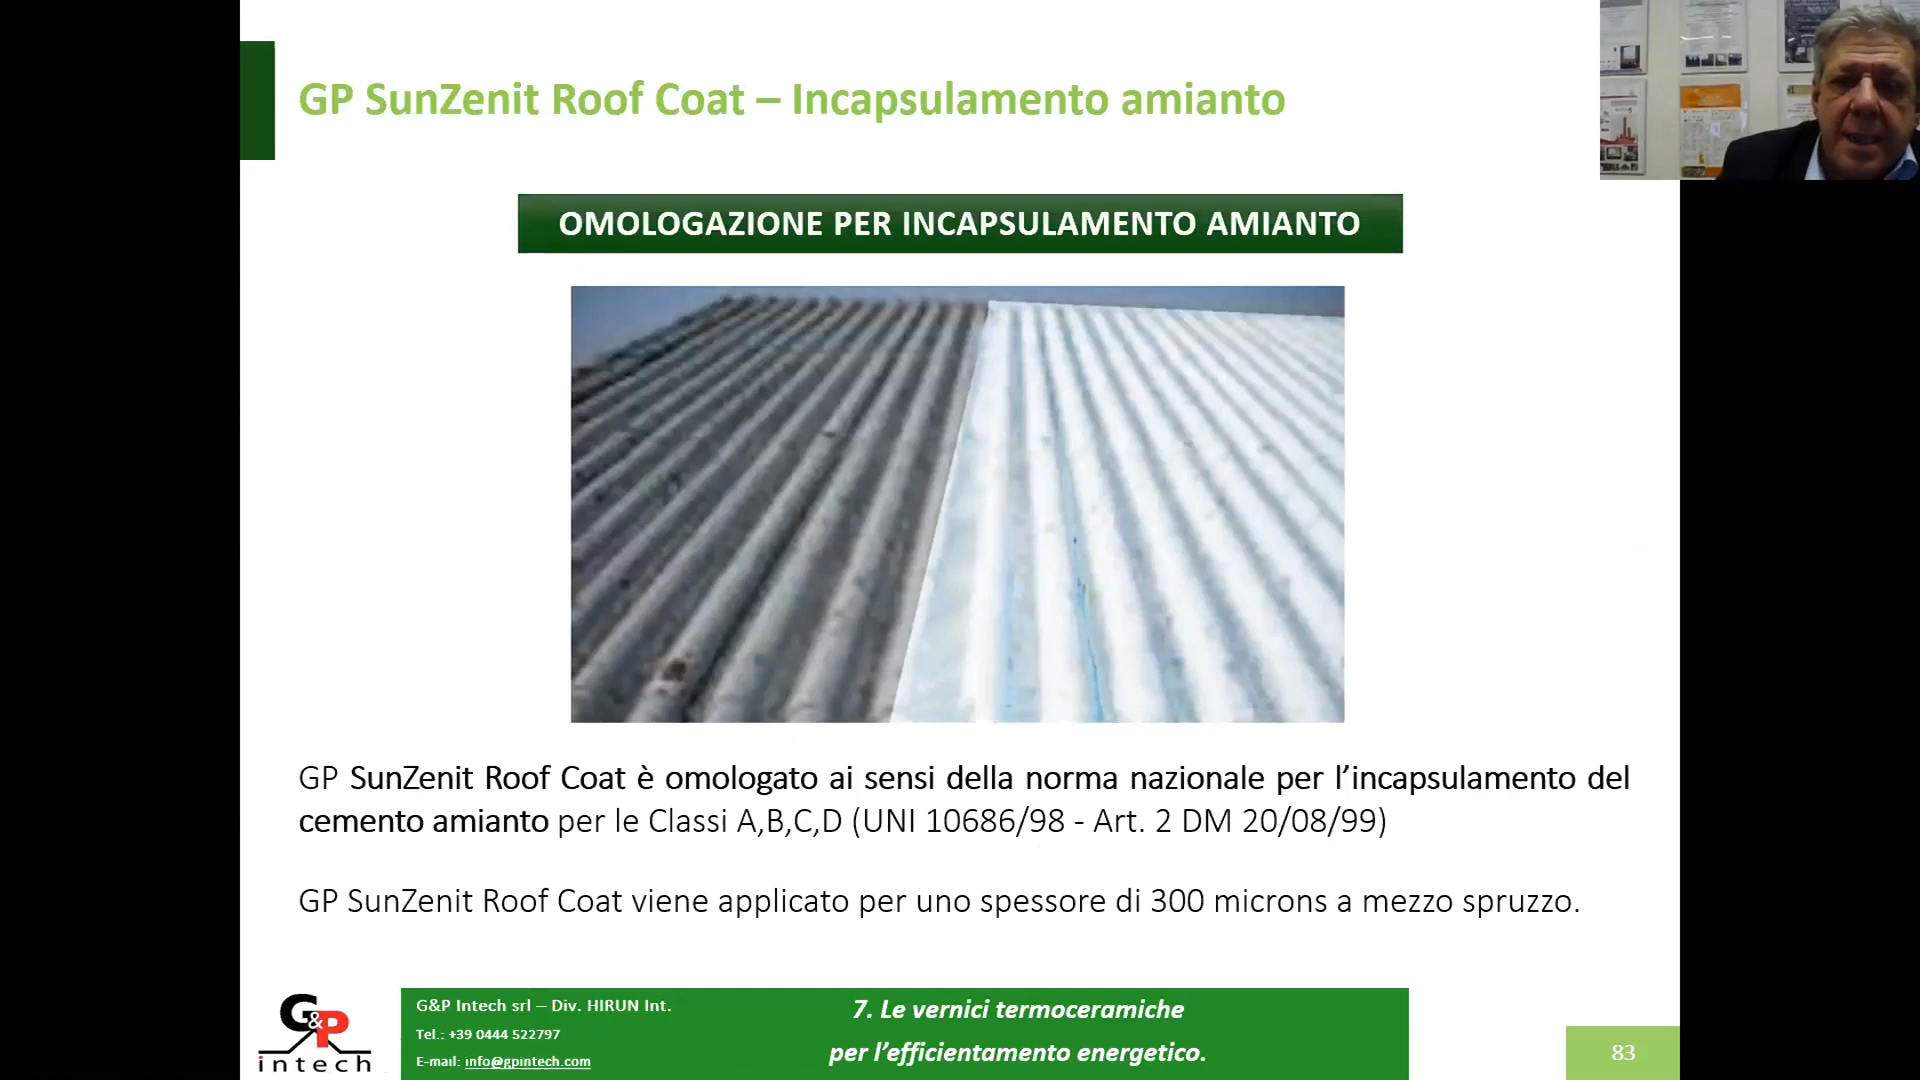 GP SunZenit Roof Coat – Incapsulamento amianto
OMOLOGAZIONE PER INCAPSULAMENTO AMIANTO
GP SunZenit Roof Coat è omologato ai sensi della norma nazionale per l’incapsulamento del
cemento amianto per le Classi A,B,C,D (UNI 10686/98 - Art. 2 DM 20/08/99)
GP SunZenit Roof Coat viene applicato per uno spessore di 300 microns a mezzo spruzzo.
G&P
intech
G&P Intech srl – Div. HIRUN Int.
Tel.: +39 0444 522797
E-mail: info@gpintech.com
7. Le vernici termoceramiche
per l’efficientamento energetico.
83